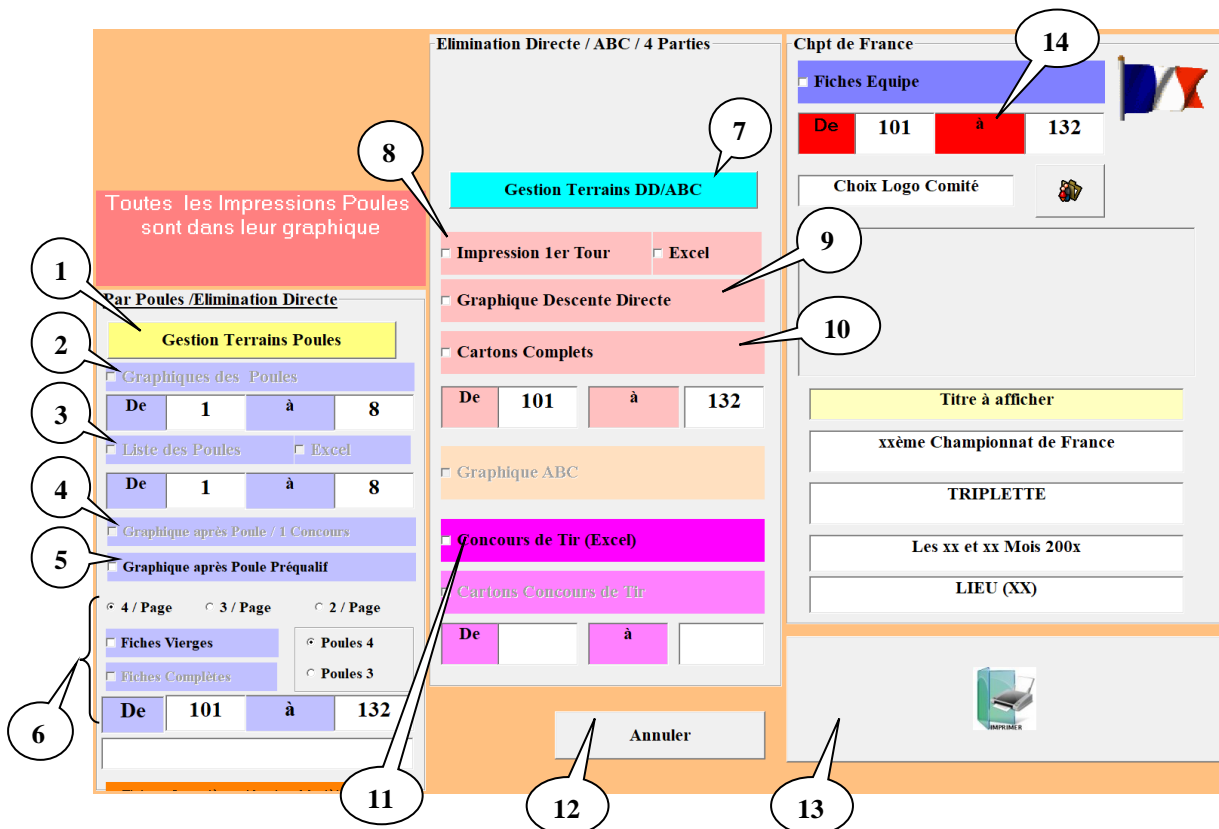 Toutes les Impressions Poules
sont dans leur graphique
1
Par Poules /Elimination Directe
Gestion Terrains Poules
2
Graphiques des Poules
De 1 à 8
3
Liste des Poules Excel
De 1 à 8
4
Graphique après Poule / 1 Concours
5
Graphique après Poule Préqualif
4 / Page 3 / Page 2 / Page
Fiches Vierges
Poules 4
Fiches Complètes
Poules 3
6
De 101 à 132
Elimination Directe / ABC / 4 Parties
7
8
Gestion Terrains DD/ABC
Impression 1er Tour Excel
9
Graphique Descente Directe
10
Cartons Complets
De 101 à 132
Graphique ABC
Concours de Tir (Excel)
Cartons Concours de Tir
De à
11
Annuler
12
Chpt de France
14
Fiches Equipe
De 101 à 132
Choix Logo Comité
Titre à afficher
xxème Championnat de France
TRIPLETTE
Les xx et xx Mois 200x
LIEU (XX)
IMPRIMER
13